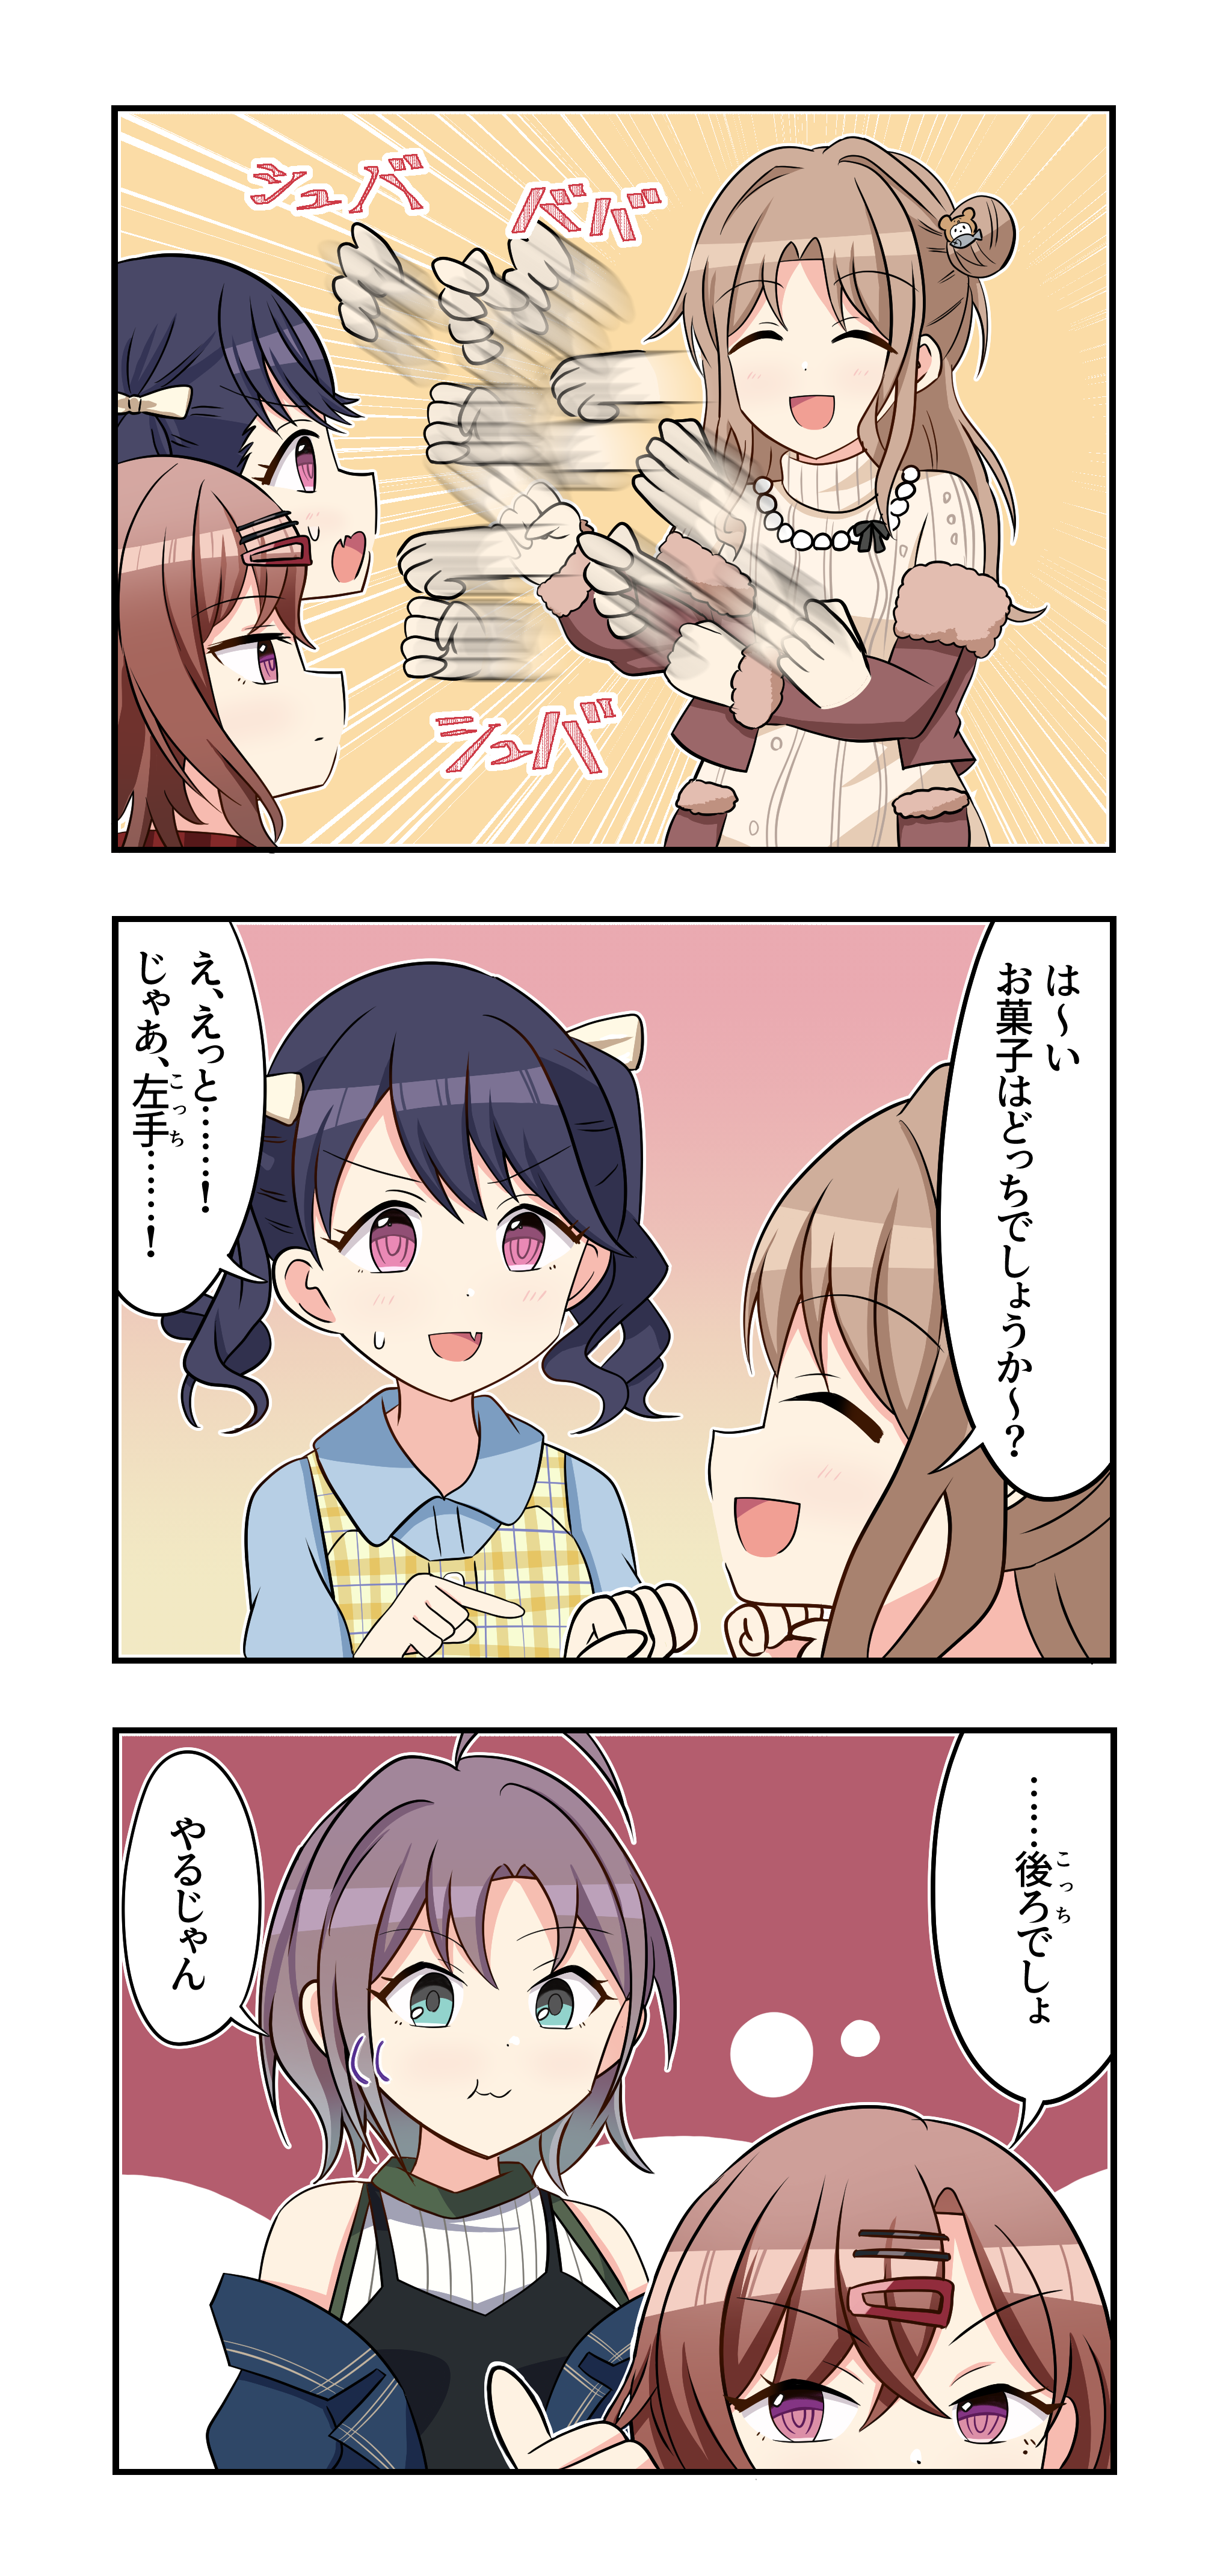 シュバ
ババ
シュバ
は～い
お菓子はどっちでしょうか～？
え、えっと………！
じゃあ、左手………！
こっち
……後ろでしょ
こっち
やるじゃん